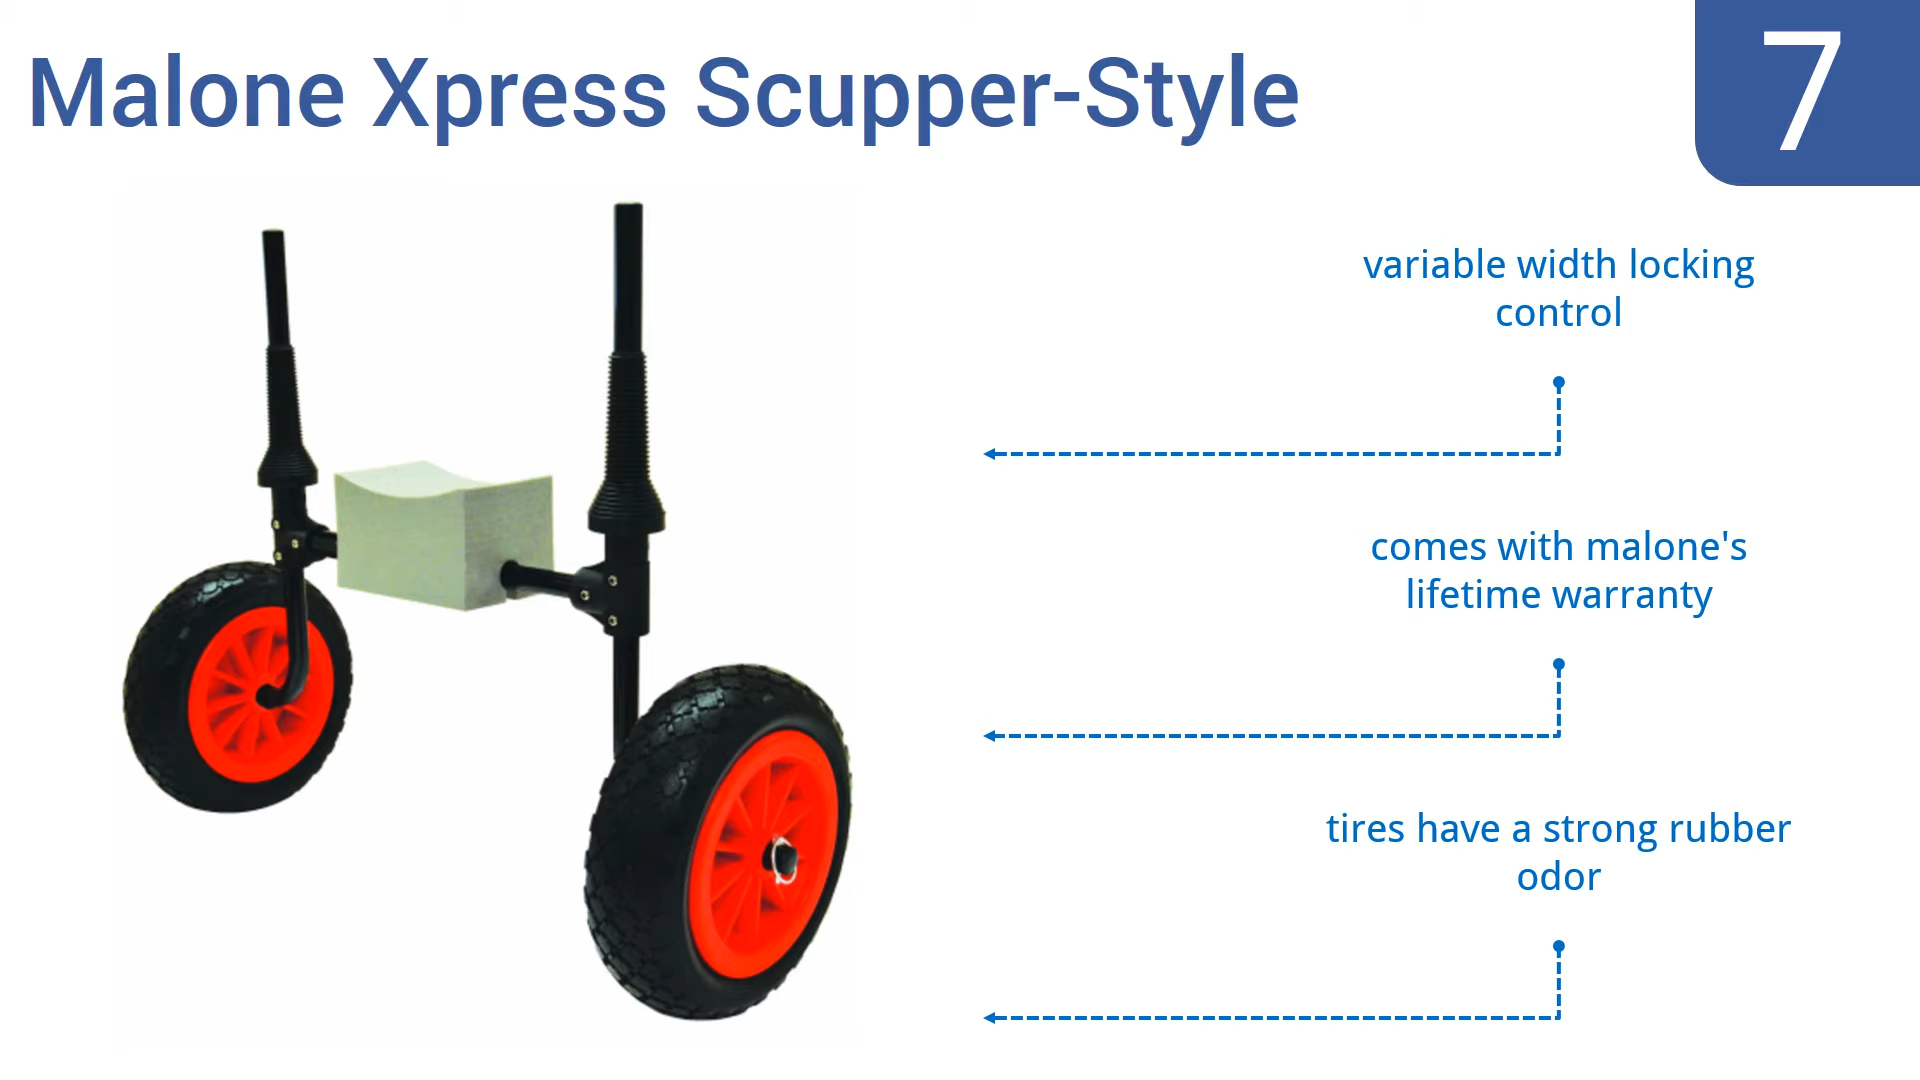 Malone Xpress Scupper-Style
7
variable width locking
control
comes with malone's
lifetime warranty
tires have a strong rubber
odor